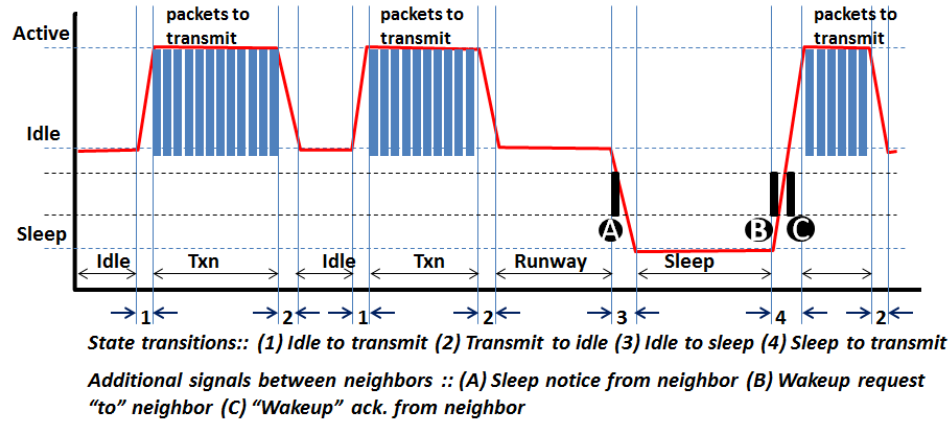 packets to
transmit
packets to
transmit
packets to
transmit
Active
Idle
Sleep
A
B
C
Idle
Txn
Idle
Txn
Runway
Sleep
1
2
1
2
3
4
2
State transitions:: (1) Idle to transmit (2) Transmit to idle (3) Idle to sleep (4) Sleep to transmit
Additional signals between neighbors :: (A) Sleep notice from neighbor (B) Wakeup request
“to” neighbor (C) “Wakeup” ack. from neighbor